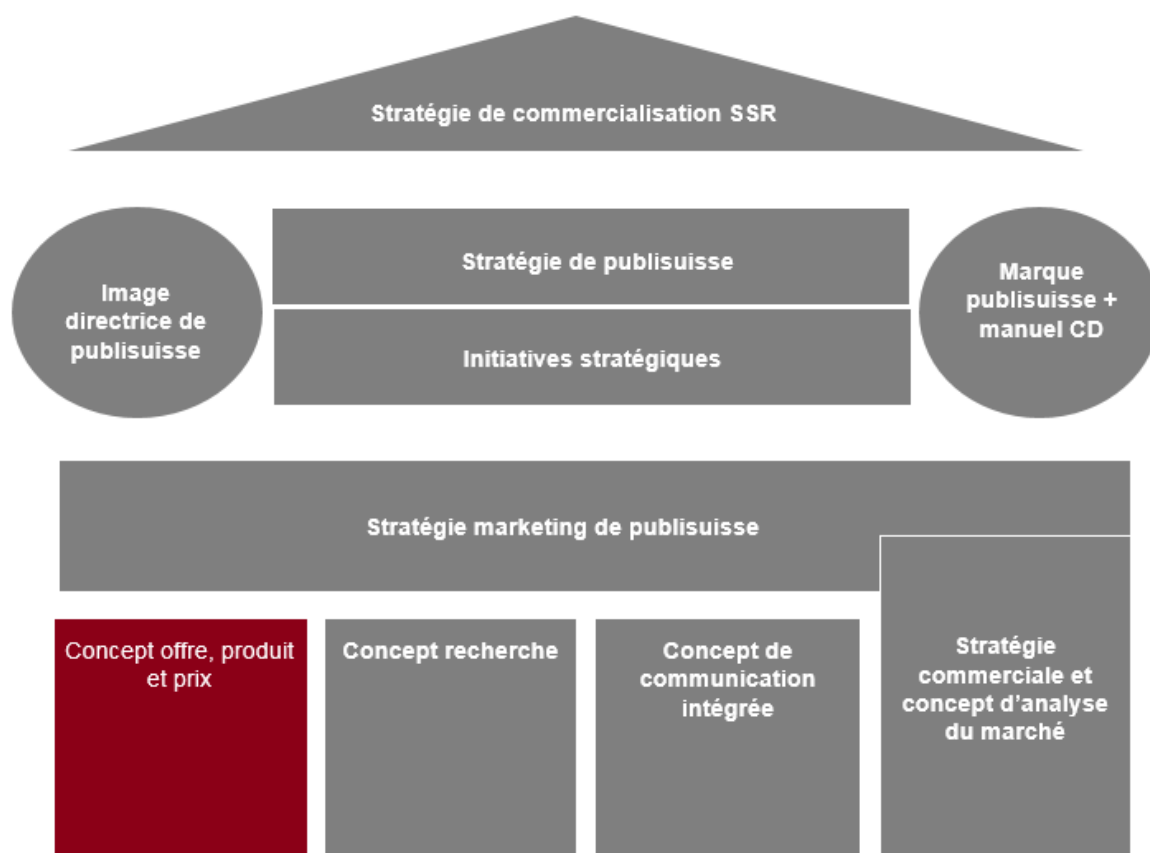 Stratégie de commercialisation SSR
Image
directrice de
publisuisse
Stratégie de publisuisse
Initiatives stratégiques
Marque
publisuisse +
manuel CD
Stratégie marketing de publisuisse
Concept offre, produit
et prix
Concept recherche
Concept de
communication
intégrée
Stratégie
commerciale et
concept d’analyse
du marché